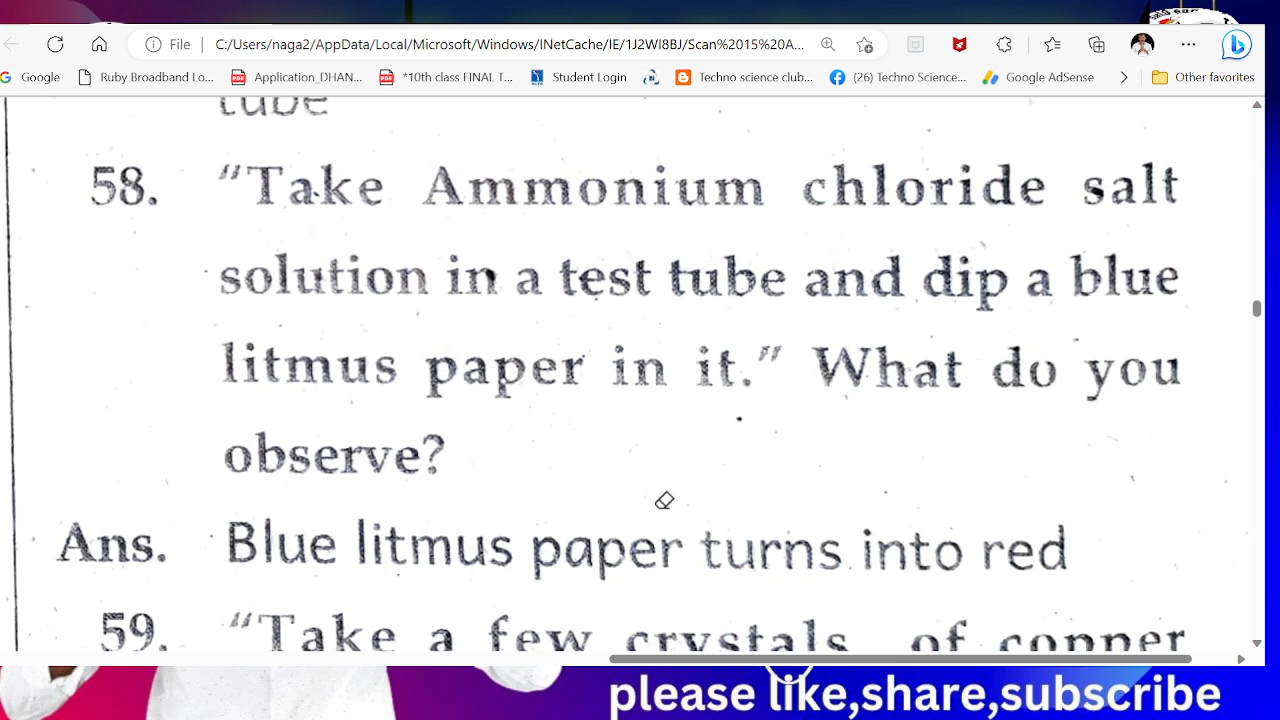 File
C:/Users/naga2/AppData/Local/Microsoft/Windows/INetCache/IE/1J2WI8BJ/Scan%2015%20A...
Google Ruby Broadband Lo... Application_DHAN... *10th class FINAL T... Student Login Techno science club... (26) Techno Science... Google AdSense Other favorites
tube
58. "Take Ammonium chloride salt
solution in a test tube and dip a blue
litmus paper in it." What do you
observe?
Ans. Blue litmus paper turns into red
59. "Take a few crystals of copper
please like,share,subscribe